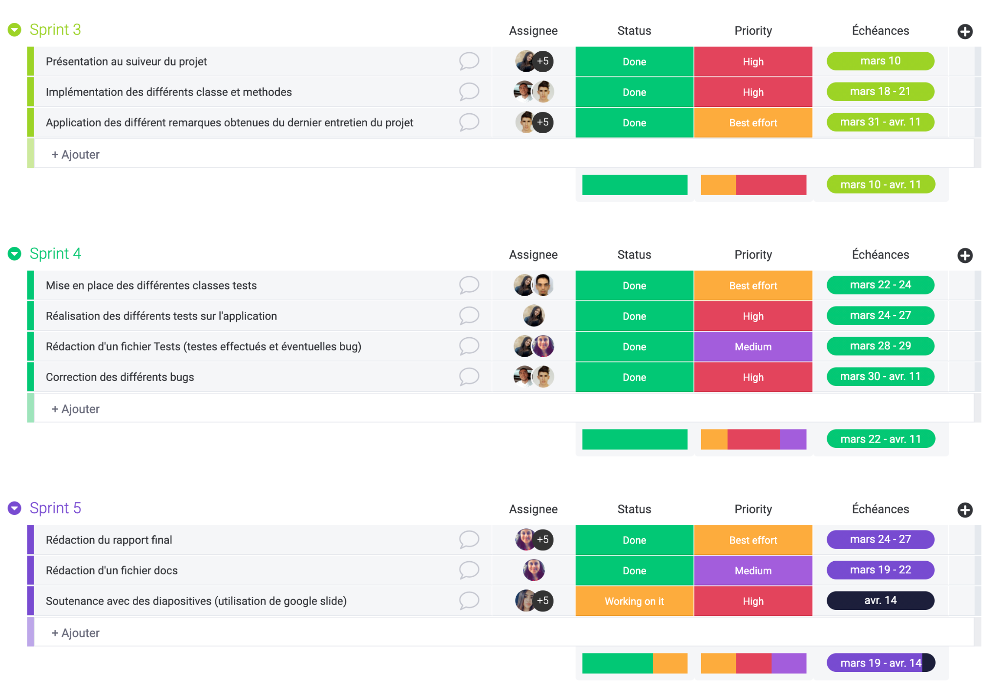 Sprint 3 Assignee Status Priority Échéances
Présentation au suiveur du projet +5 Done High mars 10
Implémentation des différents classe et methodes Done High mars 18 - 21
Application des différent remarques obtenues du dernier entretien du projet +5 Done Best effort mars 31 - avr. 11
+ Ajouter
mars 10 - avr. 11
Sprint 4 Assignee Status Priority Échéances
Mise en place des différentes classes tests Done Best effort mars 22 - 24
Réalisation des différents tests sur l'application Done High mars 24 - 27
Rédaction d'un fichier Tests (testes effectués et éventuelles bug) Done Medium mars 28 - 29
Correction des différents bugs Done High mars 30 - avr. 11
+ Ajouter
mars 22 - avr. 11
Sprint 5 Assignee Status Priority Échéances
Rédaction du rapport final +5 Done Best effort mars 24 - 27
Rédaction d'un fichier docs Done Medium mars 19 - 22
Soutenance avec des diapositives (utilisation de google slide) +5 Working on it High avr. 14
+ Ajouter
mars 19 - avr. 14